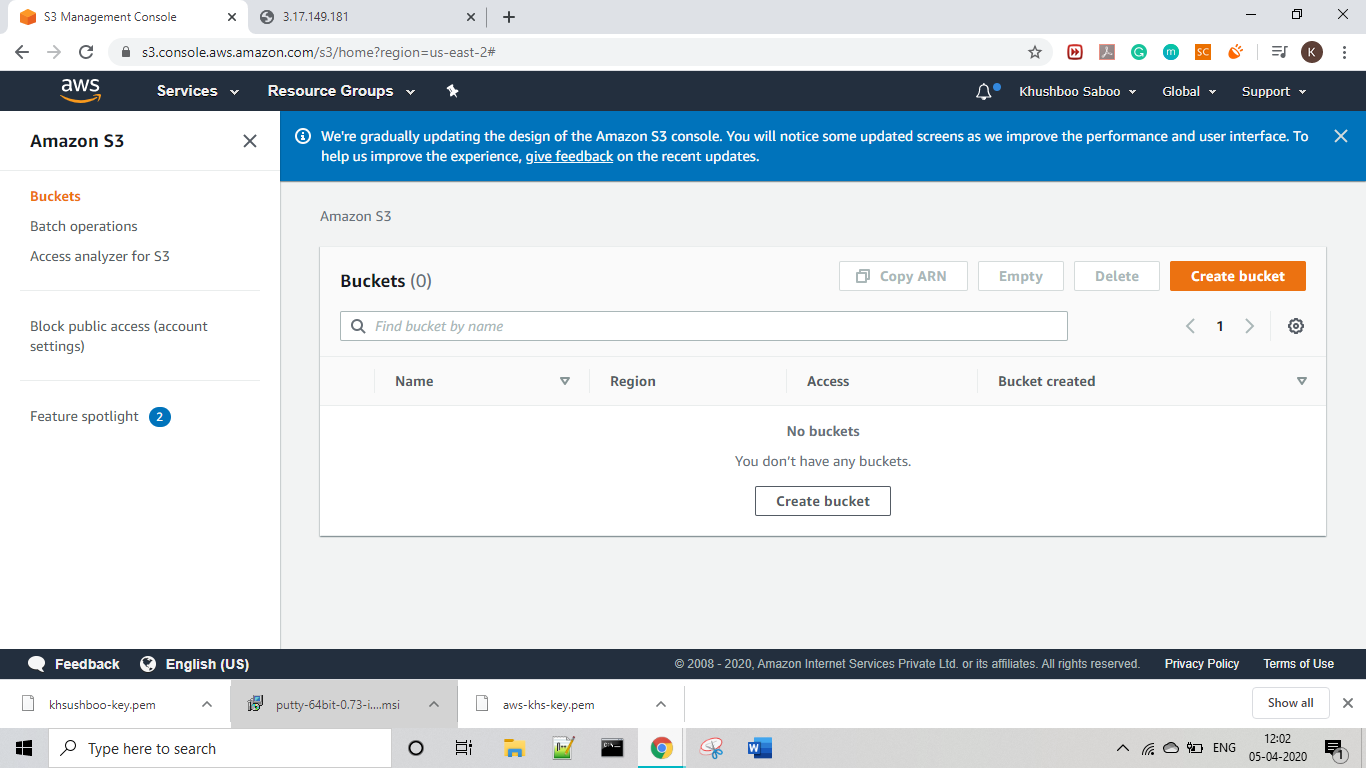 S3 Management Console
3.17.149.181
s3.console.aws.amazon.com/s3/home?region=us-east-2#
SC
m
K
aws
Services
Resource Groups
Khushboo Saboo
Global
Support
Amazon S3
We're gradually updating the design of the Amazon S3 console. You will notice some updated screens as we improve the performance and user interface. To
help us improve the experience, give feedback on the recent updates.
Buckets
Batch operations
Access analyzer for S3
Block public access (account
settings)
Feature spotlight 2
Amazon S3
Buckets (0)
Copy ARN
Empty
Delete
Create bucket
Find bucket by name
1
Name
Region
Access
Bucket created
No buckets
You don't have any buckets.
Create bucket
Feedback
English (US)
© 2008 - 2020, Amazon Internet Services Private Ltd. or its affiliates. All rights reserved.
Privacy Policy
Terms of Use
khsushboo-key.pem
putty-64bit-0.73-i....msi
aws-khs-key.pem
Show all
Type here to search
ENG
12:02
05-04-2020
1